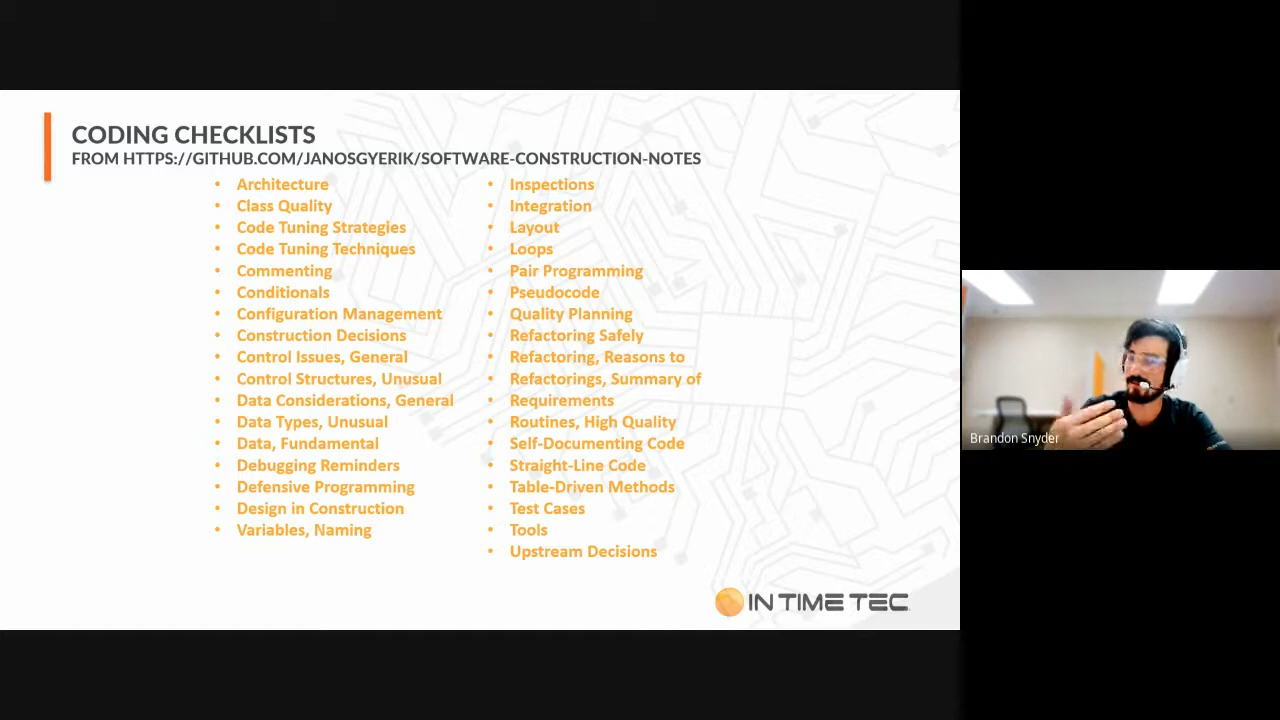 CODING CHECKLISTS
FROM HTTPS://GITHUB.COM/JANOSGYERIK/SOFTWARE-CONSTRUCTION-NOTES
• Architecture
• Class Quality
• Code Tuning Strategies
• Code Tuning Techniques
• Commenting
• Conditionals
• Configuration Management
• Construction Decisions
• Control Issues, General
• Control Structures, Unusual
• Data Considerations, General
• Data Types, Unusual
• Data, Fundamental
• Debugging Reminders
• Defensive Programming
• Design in Construction
• Variables, Naming
• Inspections
• Integration
• Layout
• Loops
• Pair Programming
• Pseudocode
• Quality Planning
• Refactoring Safely
• Refactoring, Reasons to
• Refactorings, Summary of
• Requirements
• Routines, High Quality
• Self-Documenting Code
• Straight-Line Code
• Table-Driven Methods
• Test Cases
• Tools
• Upstream Decisions
IN TIME TEC
Brandon Snyder